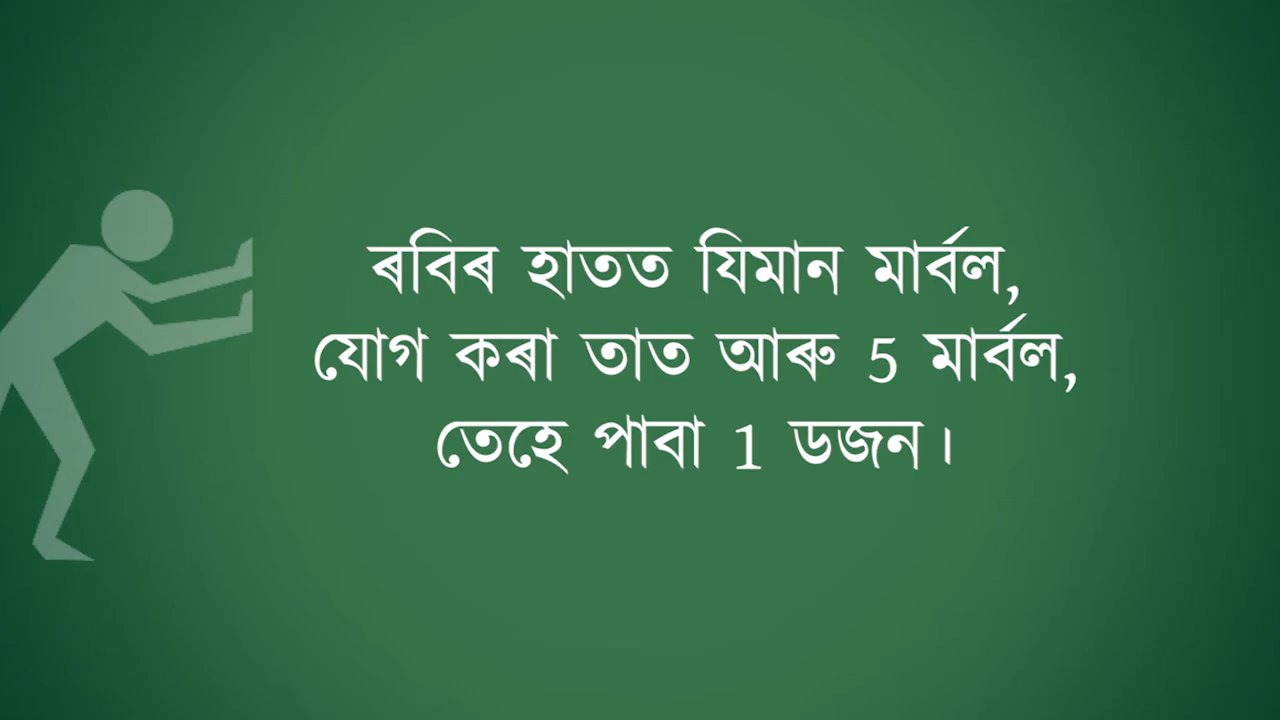 ৰবিৰ হাতত যিমান মাৰ্বল,
যোগ কৰা তাত আৰু 5 মাৰ্বল,
তেহে পাবা 1 ডজন।